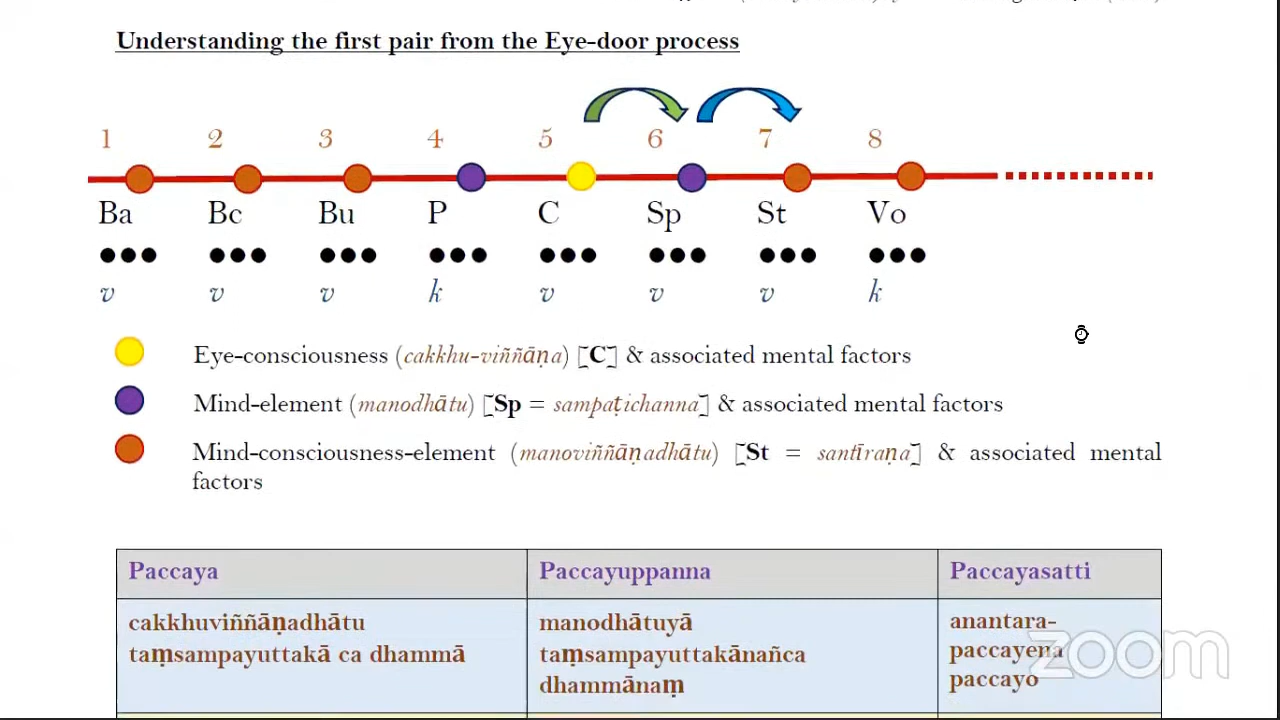 Understanding the first pair from the Eye-door process
1 2 3 4 5 6 7 8
Ba Bc Bu P C Sp St Vo
v v v k v v v k
Eye-consciousness (cakkhu-viññāṇa) [C] & associated mental factors
Mind-element (manodhātu) [Sp = sampaṭichanna] & associated mental factors
Mind-consciousness-element (manoviññāṇadhātu) [St = santīraṇa] & associated mental
factors
Paccaya Paccayuppanna Paccayasatti
cakkhuviññāṇadhātu
taṃsampayuttakā ca dhammā
manodhātuyā
taṃsampayuttakānañca
dhammānaṃ
anantara-
paccayena
paccayo
zoom